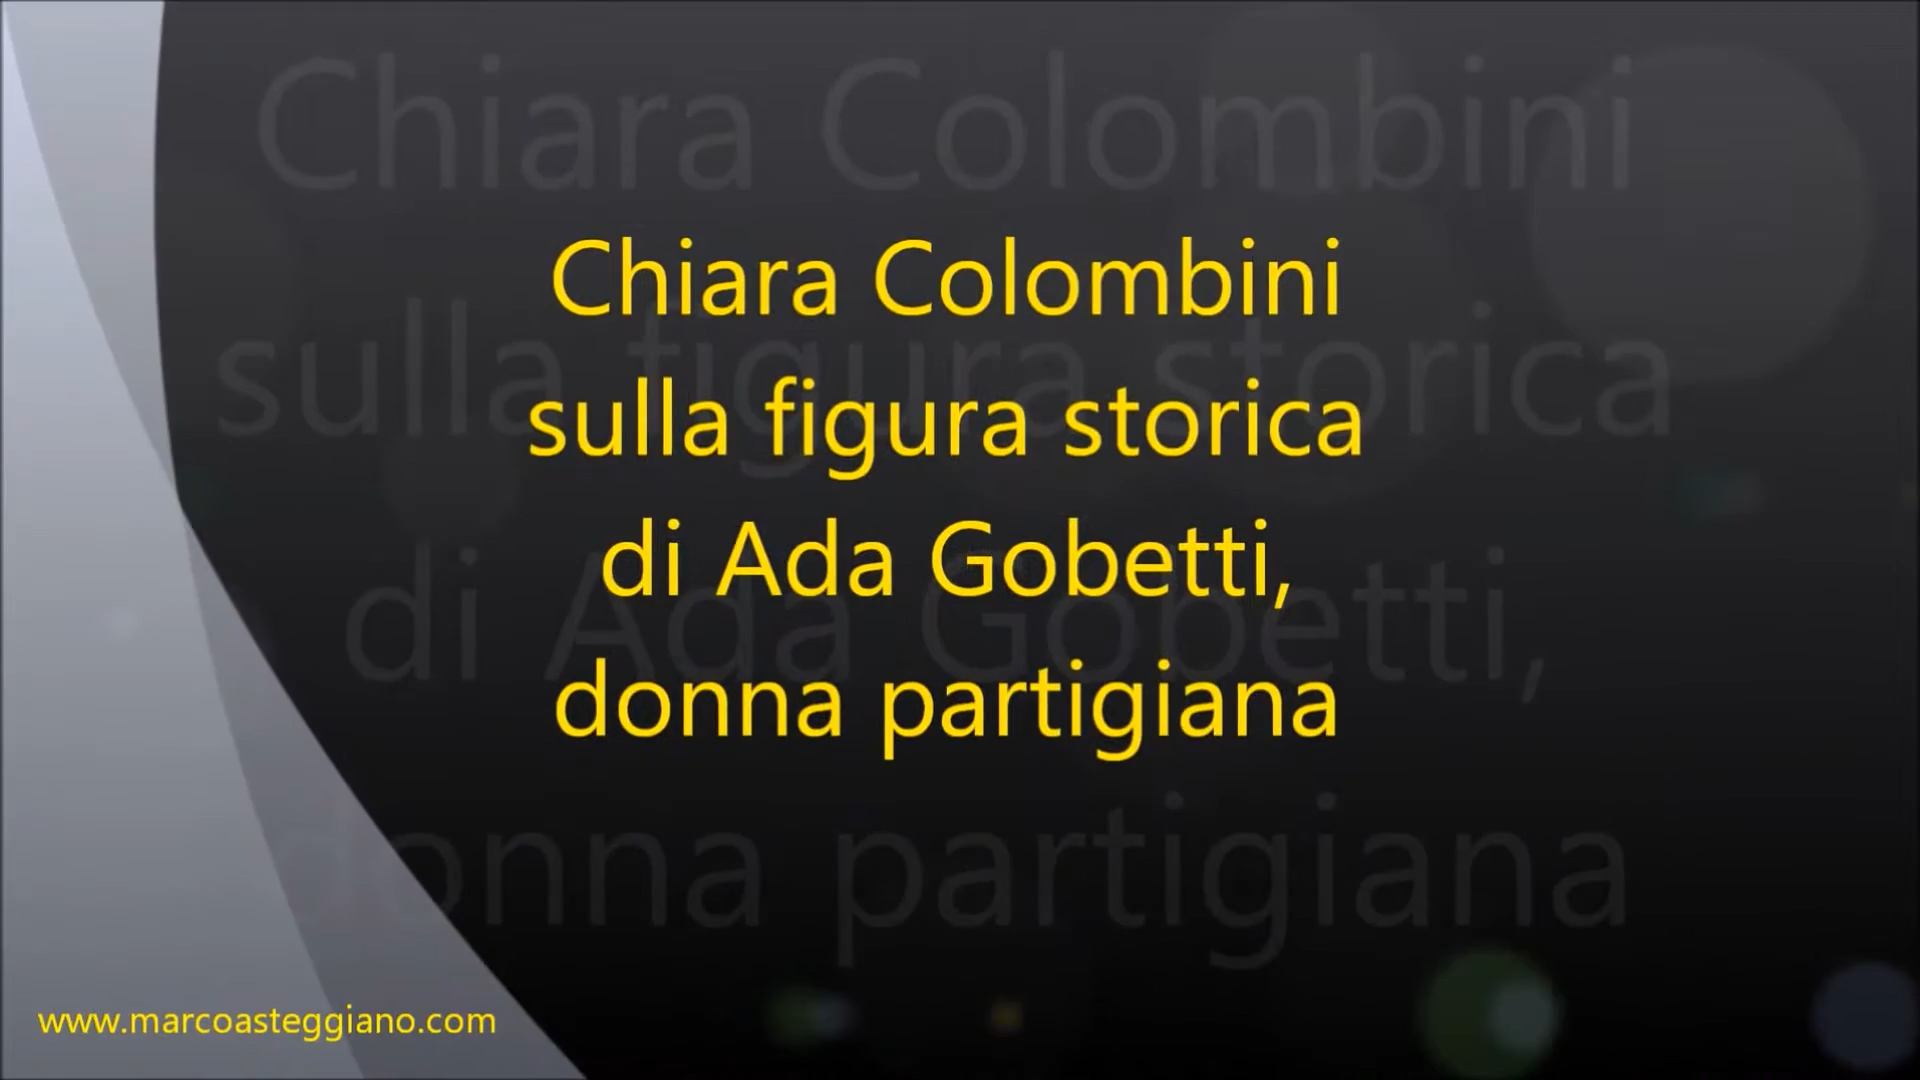 Chiara Colombini
sulla figura storica
di Ada Gobetti,
donna partigiana
www.marcoasteggiano.com